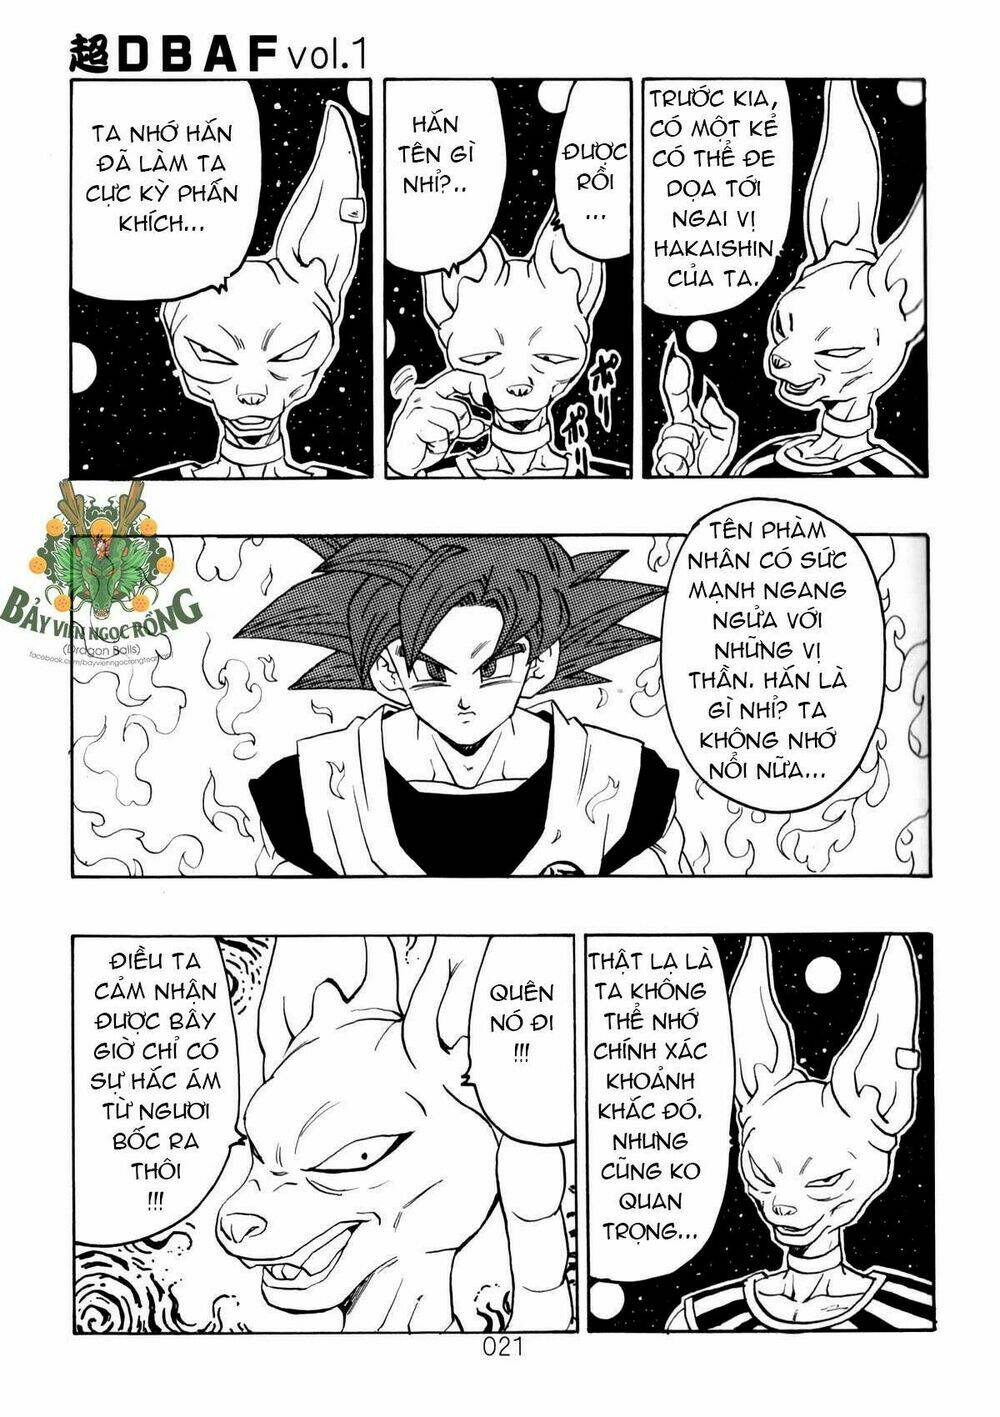 超DBAF vol.1
TRƯỚC KIA,
CÓ MỘT KẺ
CÓ THỂ ĐE
DỌA TỚI
NGAI VỊ
HAKAISHIN
CỦA TA.
ĐƯỢC
RỒI
...
HẮN
TÊN GÌ
NHỈ?..
ポリ
ポリ
TA NHỚ HẮN
ĐÃ LÀM TA
CỰC KỲ PHẤN
KHÍCH...
TÊN PHÀM
NHÂN CÓ SỨC
MẠNH NGANG
NGỬA VỚI
NHỮNG VỊ
THẦN. HẮN LÀ
GÌ NHỈ? TA
KHÔNG NHỚ
NỔI NỮA...
BẢY VIÊN NGỌC RỒNG
(Dragon Balls)
THẬT LẠ LÀ
TA KHÔNG
THỂ NHỚ
CHÍNH XÁC
KHOẢNH
KHẮC ĐÓ.
NHƯNG
CŨNG KO
QUAN
TRỌNG...
QUÊN
NÓ ĐI
!!!
ĐIỀU TA
CẢM NHẬN
ĐƯỢC BÂY
GIỜ CHỈ CÓ
SỰ HẮC ÁM
TỪ NGƯƠI
BỐC RA
THÔI
!!!
021